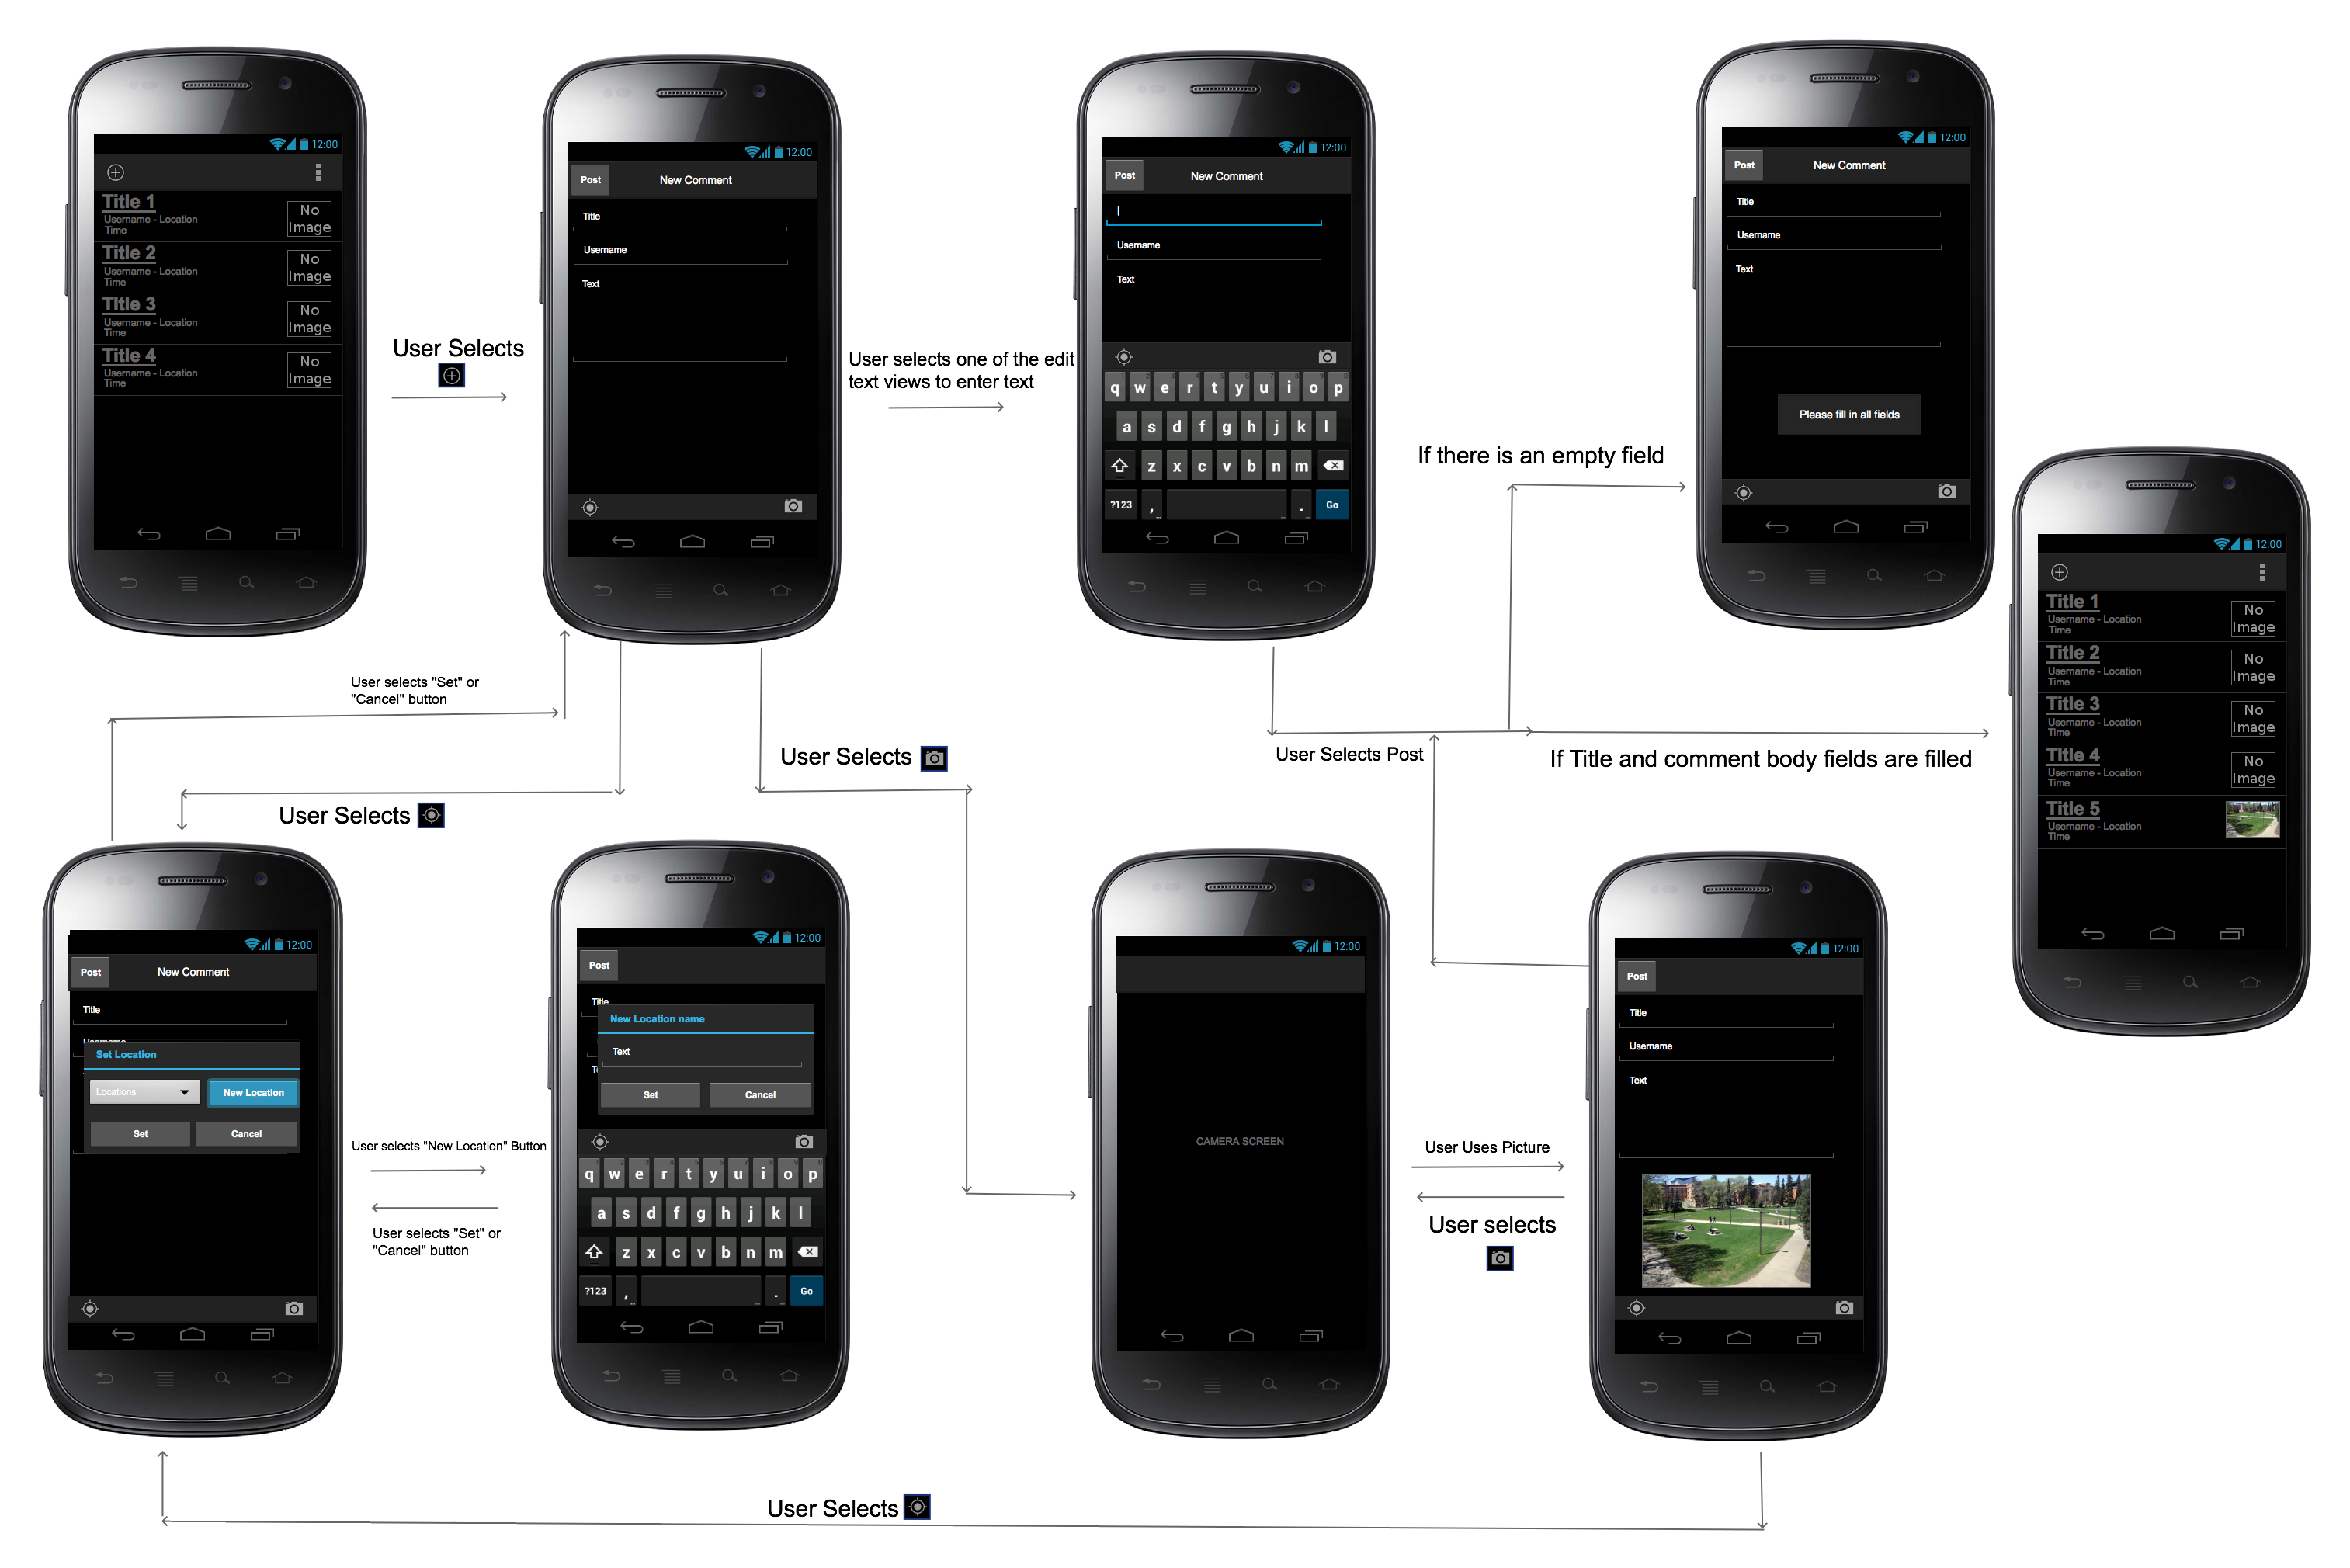 12:00
Title 1
Username - Location
Time
No
Image
Title 2
Username - Location
Time
No
Image
Title 3
Username - Location
Time
No
Image
Title 4
Username - Location
Time
No
Image
User Selects
12:00
Post
New Comment
Title
Username
Text
User selects one of the edit
text views to enter text
12:00
Post
New Comment
Username
Text
q w e r t y u i o p
a s d f g h j k l
z x c v b n m
?123 , . Go
If there is an empty field
12:00
Post
New Comment
Title
Username
Text
Please fill in all fields
12:00
Title 1
Username - Location
Time
No
Image
Title 2
Username - Location
Time
No
Image
Title 3
Username - Location
Time
No
Image
Title 4
Username - Location
Time
No
Image
Title 5
Username - Location
Time
User selects "Set" or
"Cancel" button
User Selects
User Selects
User Selects Post
If Title and comment body fields are filled
12:00
Post
New Comment
Title
Username
Set Location
Locations
New Location
Set
Cancel
User selects "New Location" Button
User selects "Set" or
"Cancel" button
12:00
Post
Title
New Location name
Text
Set
Cancel
q w e r t y u i o p
a s d f g h j k l
z x c v b n m
?123 , . Go
12:00
CAMERA SCREEN
User Uses Picture
User selects
12:00
Post
Title
Username
Text
User Selects